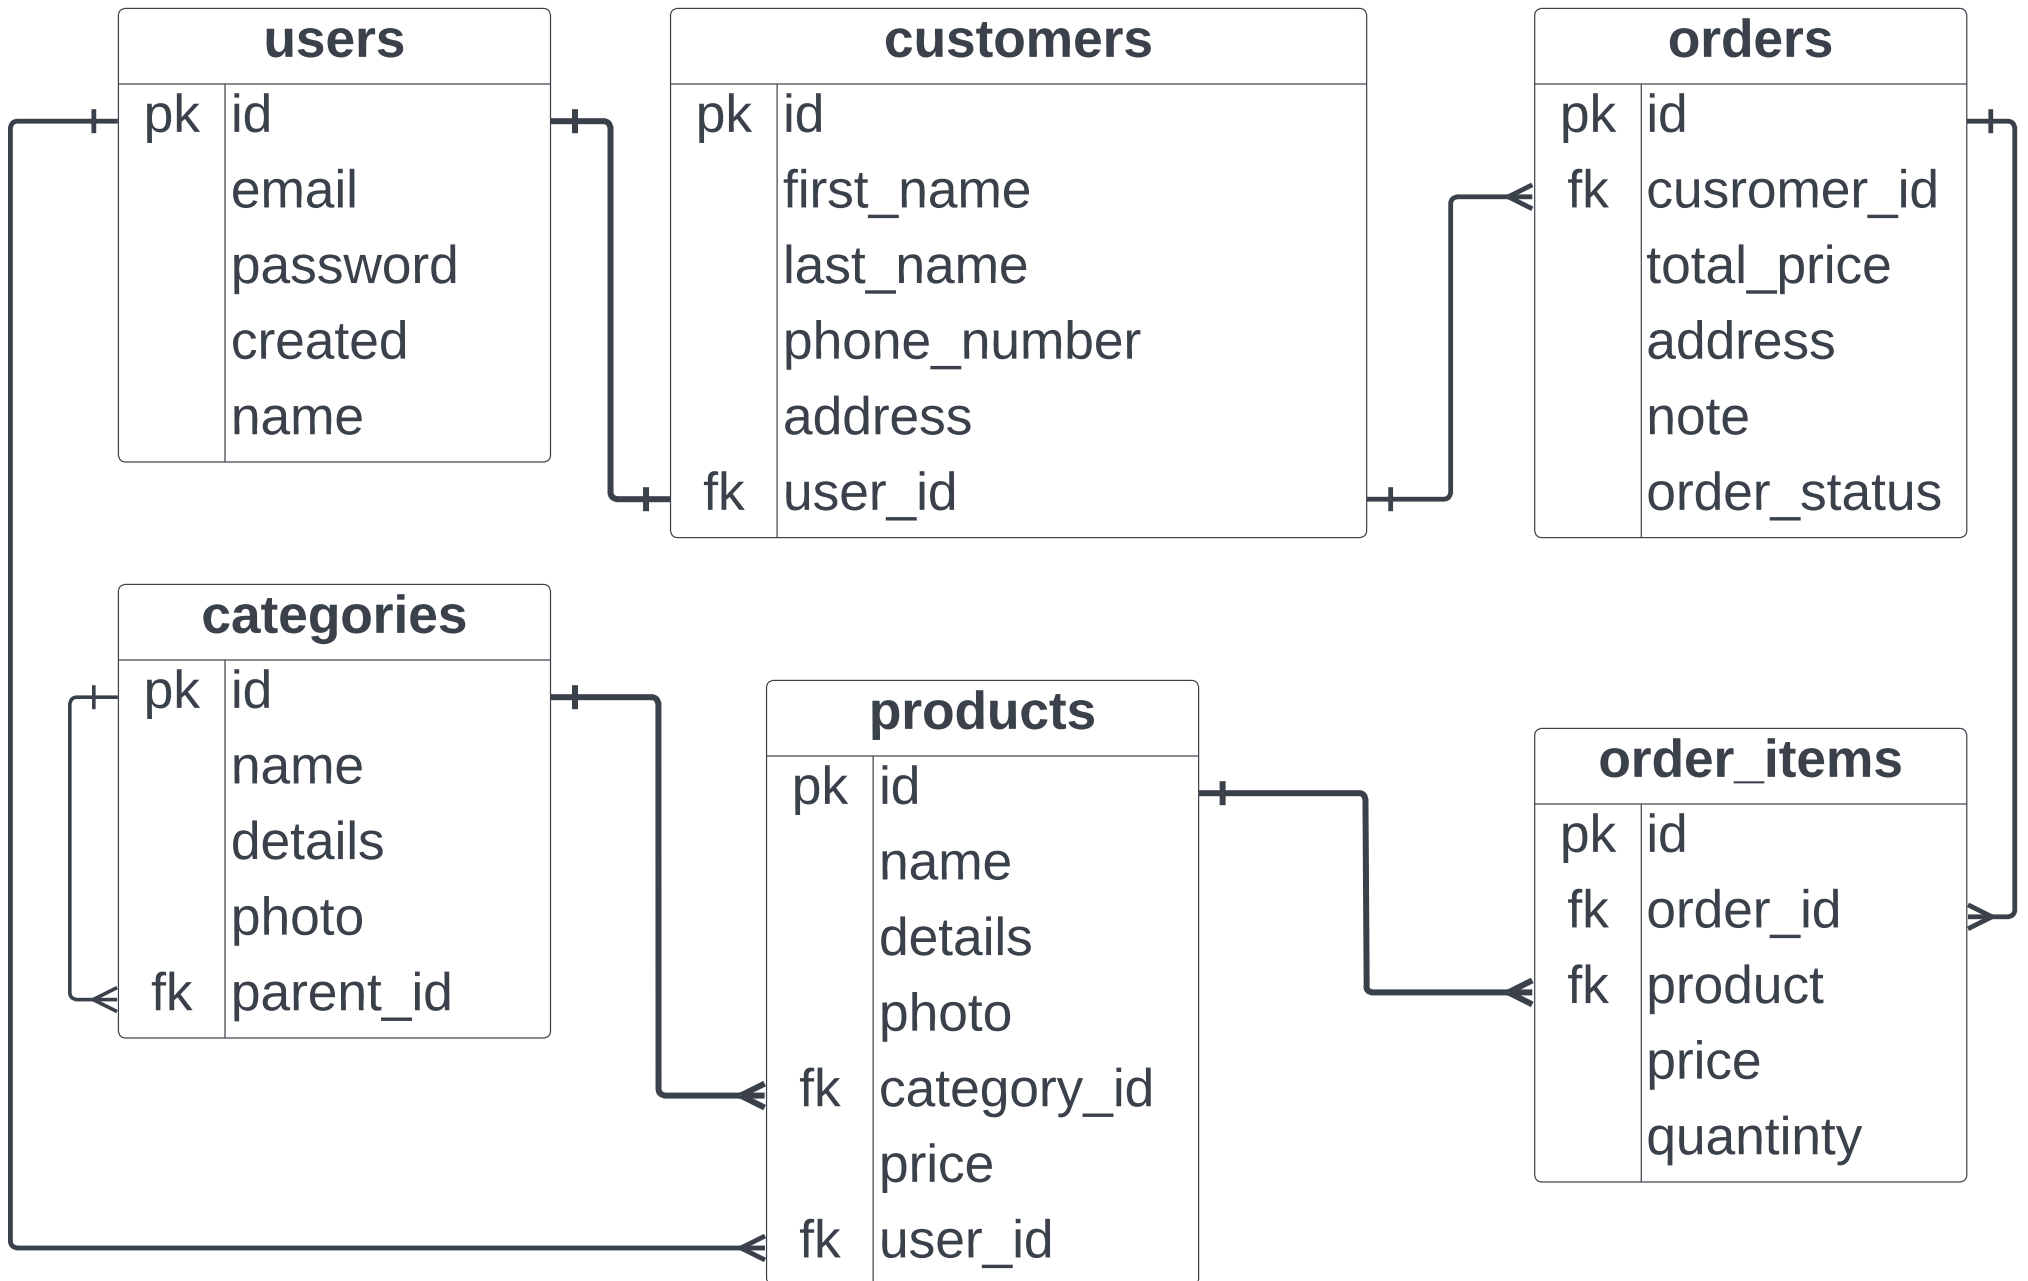 users
pk id
email
password
created
name
customers
pk id
first_name
last_name
phone_number
address
fk user_id
orders
pk id
fk cusromer_id
total_price
address
note
order_status
categories
pk id
name
details
photo
fk parent_id
products
pk id
name
details
photo
fk category_id
price
fk user_id
order_items
pk id
fk order_id
fk product
price
quantinty